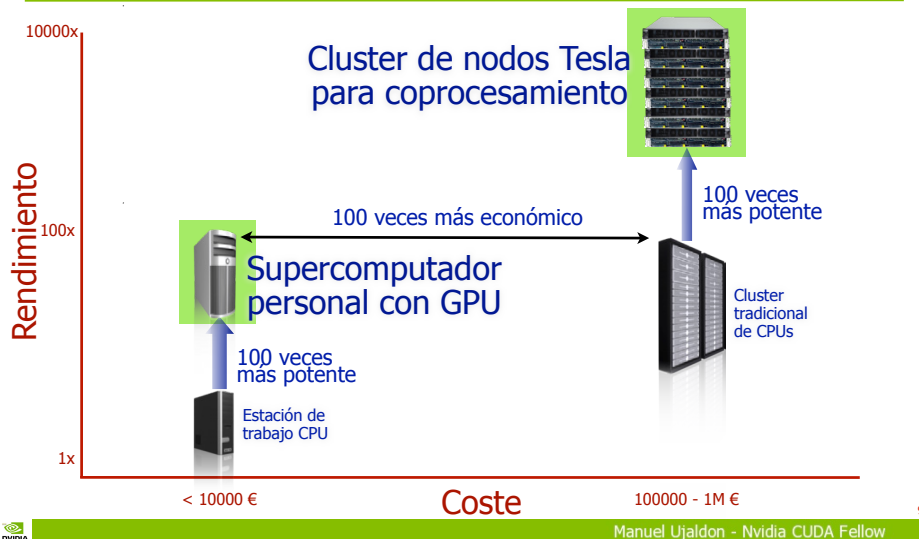 10000x
Cluster de nodos Tesla
para coprocesamiento
Rendimiento
100 veces
más potente
100 veces más económico
100x
Supercomputador
personal con GPU
Cluster
tradicional
de CPUs
100 veces
más potente
Estación de
trabajo CPU
1x
< 10000 €
Coste
100000 - 1M €
NVIDIA
Manuel Ujaldon - Nvidia CUDA Fellow